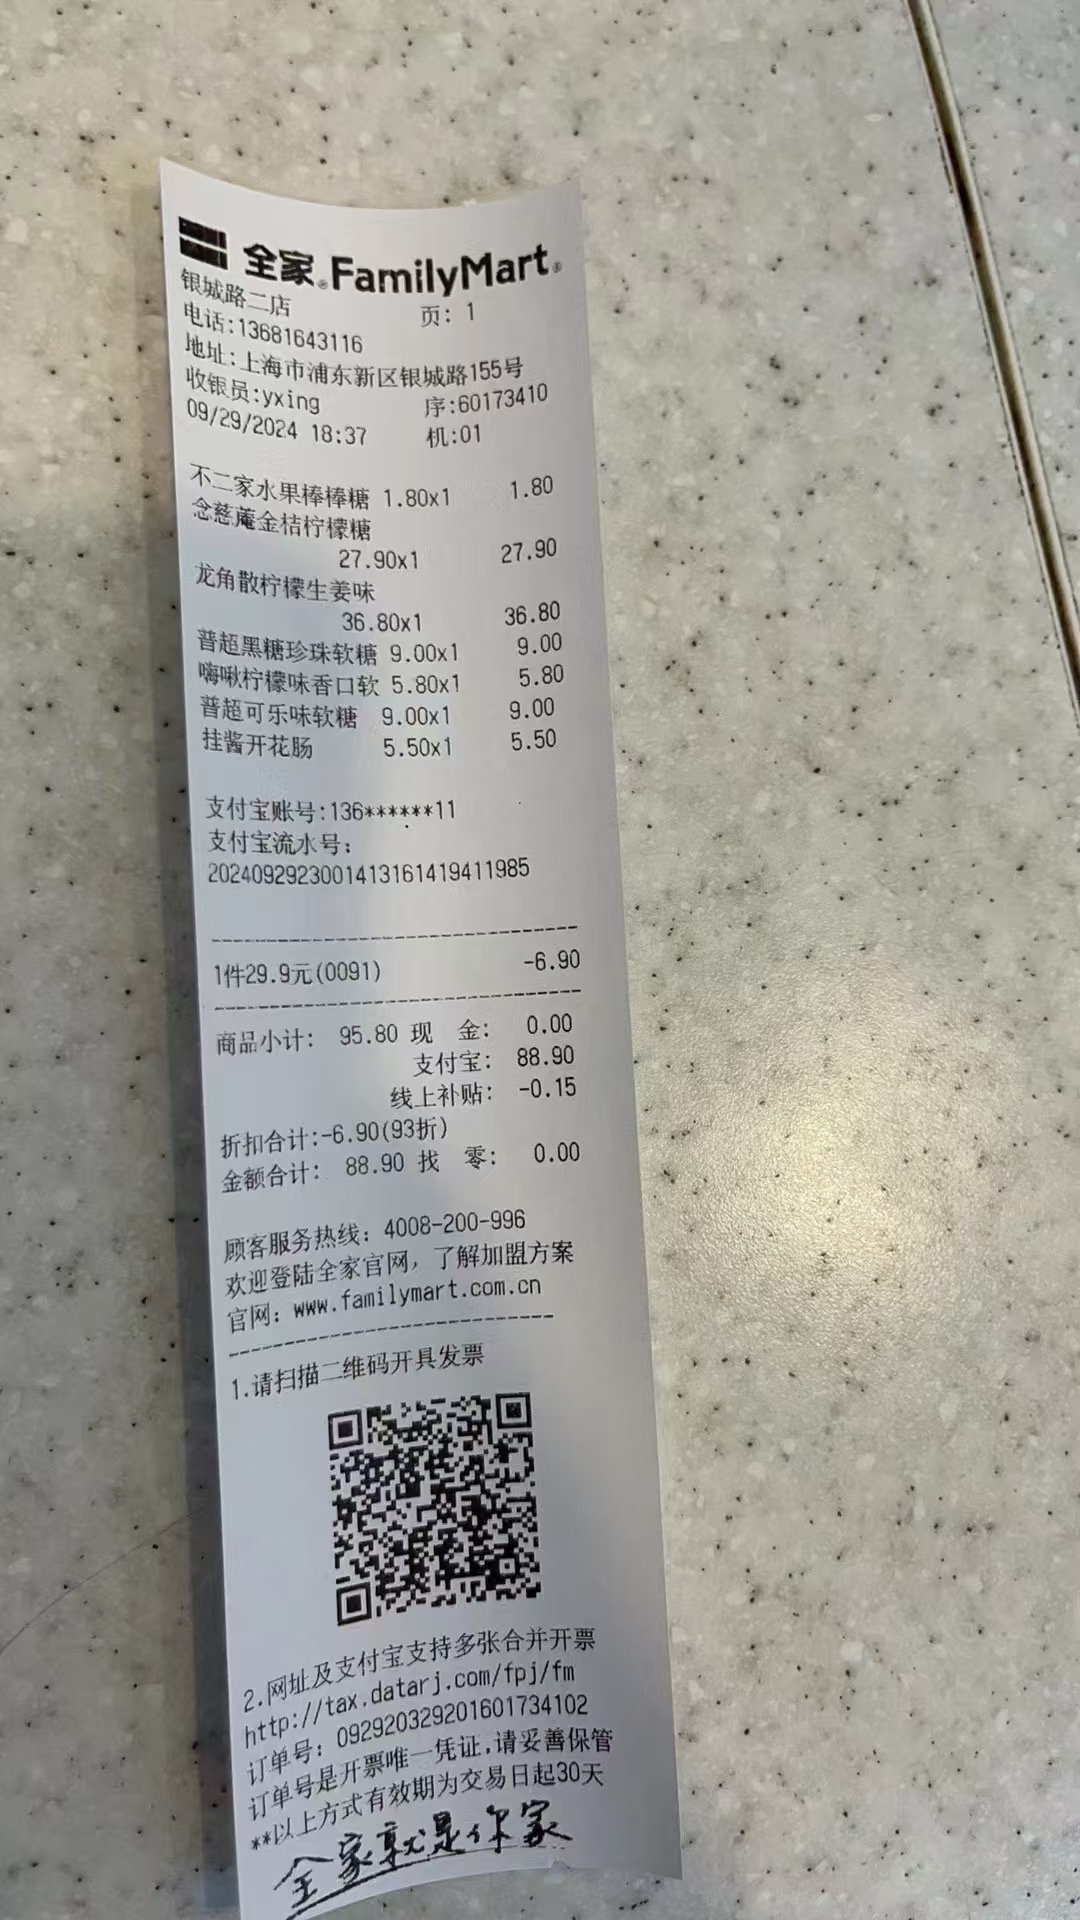 全家®FamilyMart®
银城路二店 页: 1
电话:13681643116
地址:上海市浦东新区银城路155号
收银员:yxing 序:60173410
09/29/2024 18:37 机:01
不二家水果棒棒糖 1.80x1 1.80
念慈菴金桔柠檬糖
27.90x1 27.90
龙角散柠檬生姜味
36.80x1 36.80
普超黑糖珍珠软糖 9.00x1 9.00
嗨啾柠檬味香口软 5.80x1 5.80
普超可乐味软糖 9.00x1 9.00
挂酱开花肠 5.50x1 5.50
支付宝账号:136******11
支付宝流水号:
2024092923001413161419411985
1件29.9元(0091) -6.90
商品小计: 95.80 现 金: 0.00
支付宝: 88.90
线上补贴: -0.15
折扣合计:-6.90(93折)
金额合计: 88.90 找 零: 0.00
顾客服务热线: 4008-200-996
欢迎登陆全家官网, 了解加盟方案
官网: www.familymart.com.cn
1.请扫描二维码开具发票
2.网址及支付宝支持多张合并开票
http://tax.datarj.com/fpj/fm
订单号: 092920329201601734102
订单号是开票唯一凭证,请妥善保管
**以上方式有效期为交易日起30天
全家就是你家